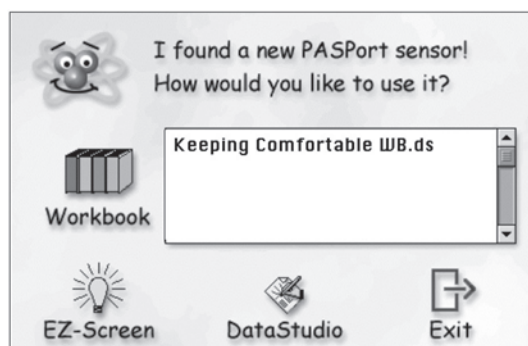 I found a new PASPort sensor!
How would you like to use it?
Keeping Comfortable WB.ds
Workbook
EZ-Screen
DataStudio
Exit